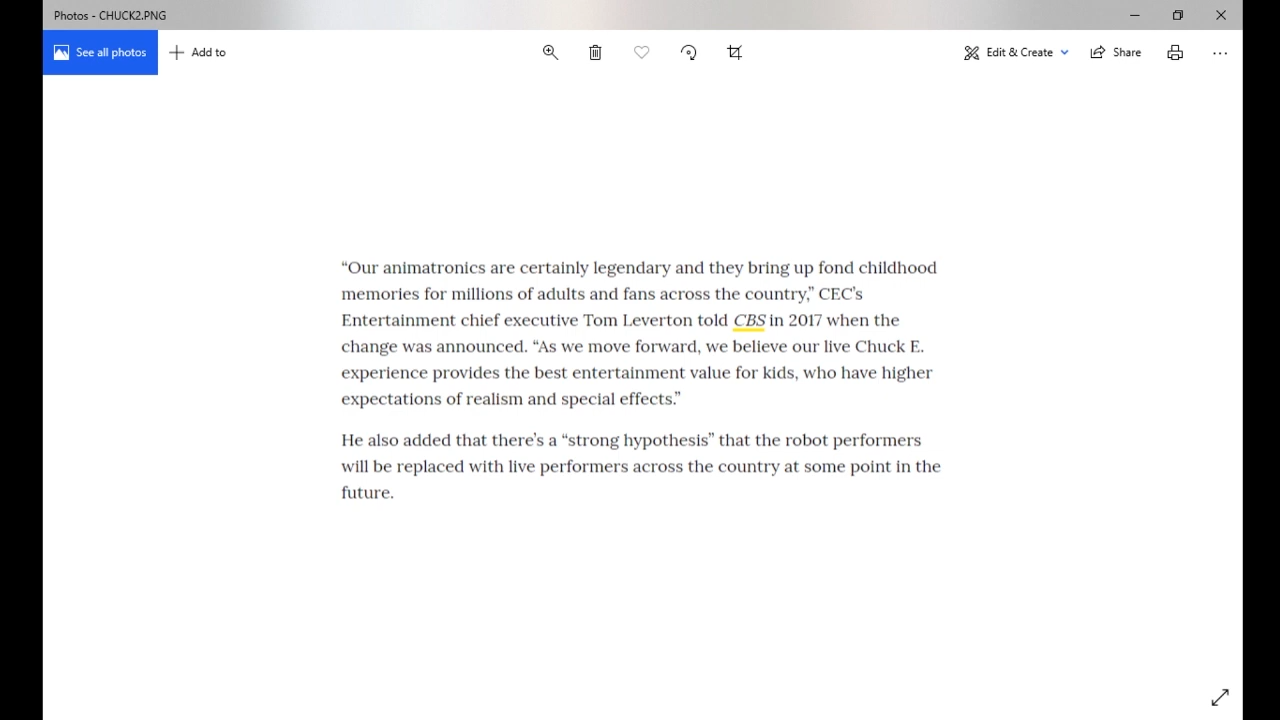 Photos - CHUCK2.PNG
See all photos
Add to
Edit & Create
Share
“Our animatronics are certainly legendary and they bring up fond childhood
memories for millions of adults and fans across the country,” CEC’s
Entertainment chief executive Tom Leverton told CBS in 2017 when the
change was announced. “As we move forward, we believe our live Chuck E.
experience provides the best entertainment value for kids, who have higher
expectations of realism and special effects.”
He also added that there’s a “strong hypothesis” that the robot performers
will be replaced with live performers across the country at some point in the
future.